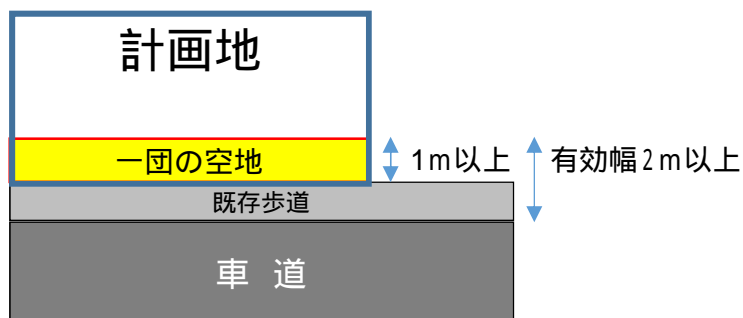 計画地
一団の空地
1m以上
有効幅2m以上
既存歩道
車 道